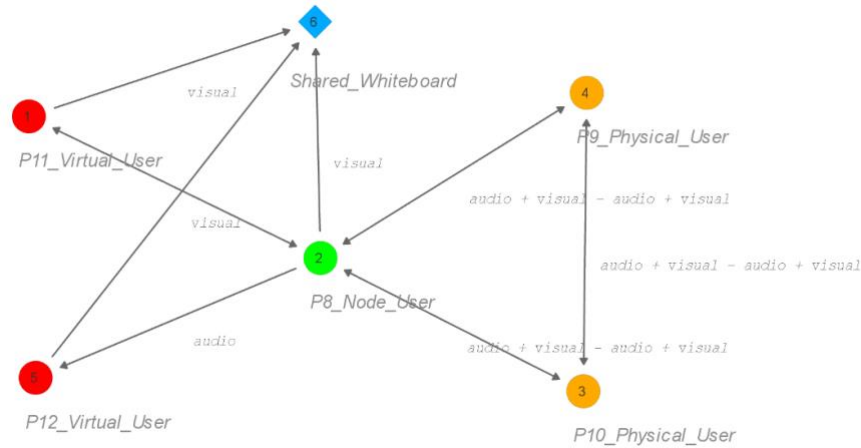 6
Shared_Whiteboard
visual
4
1
P9_Physical_User
P11_Virtual_User
visual
audio + visual - audio + visual
visual
2
audio + visual - audio + visual
P8_Node_User
audio
audio + visual - audio + visual
5
3
P12_Virtual_User
P10_Physical_User